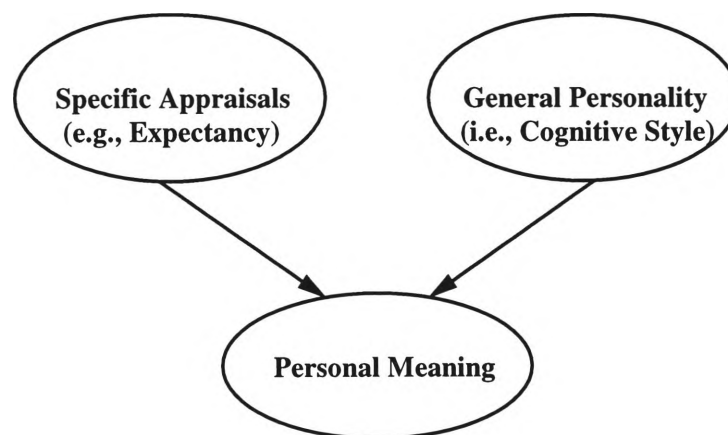 Specific Appraisals
(e.g., Expectancy)
General Personality
(i.e., Cognitive Style)
Personal Meaning